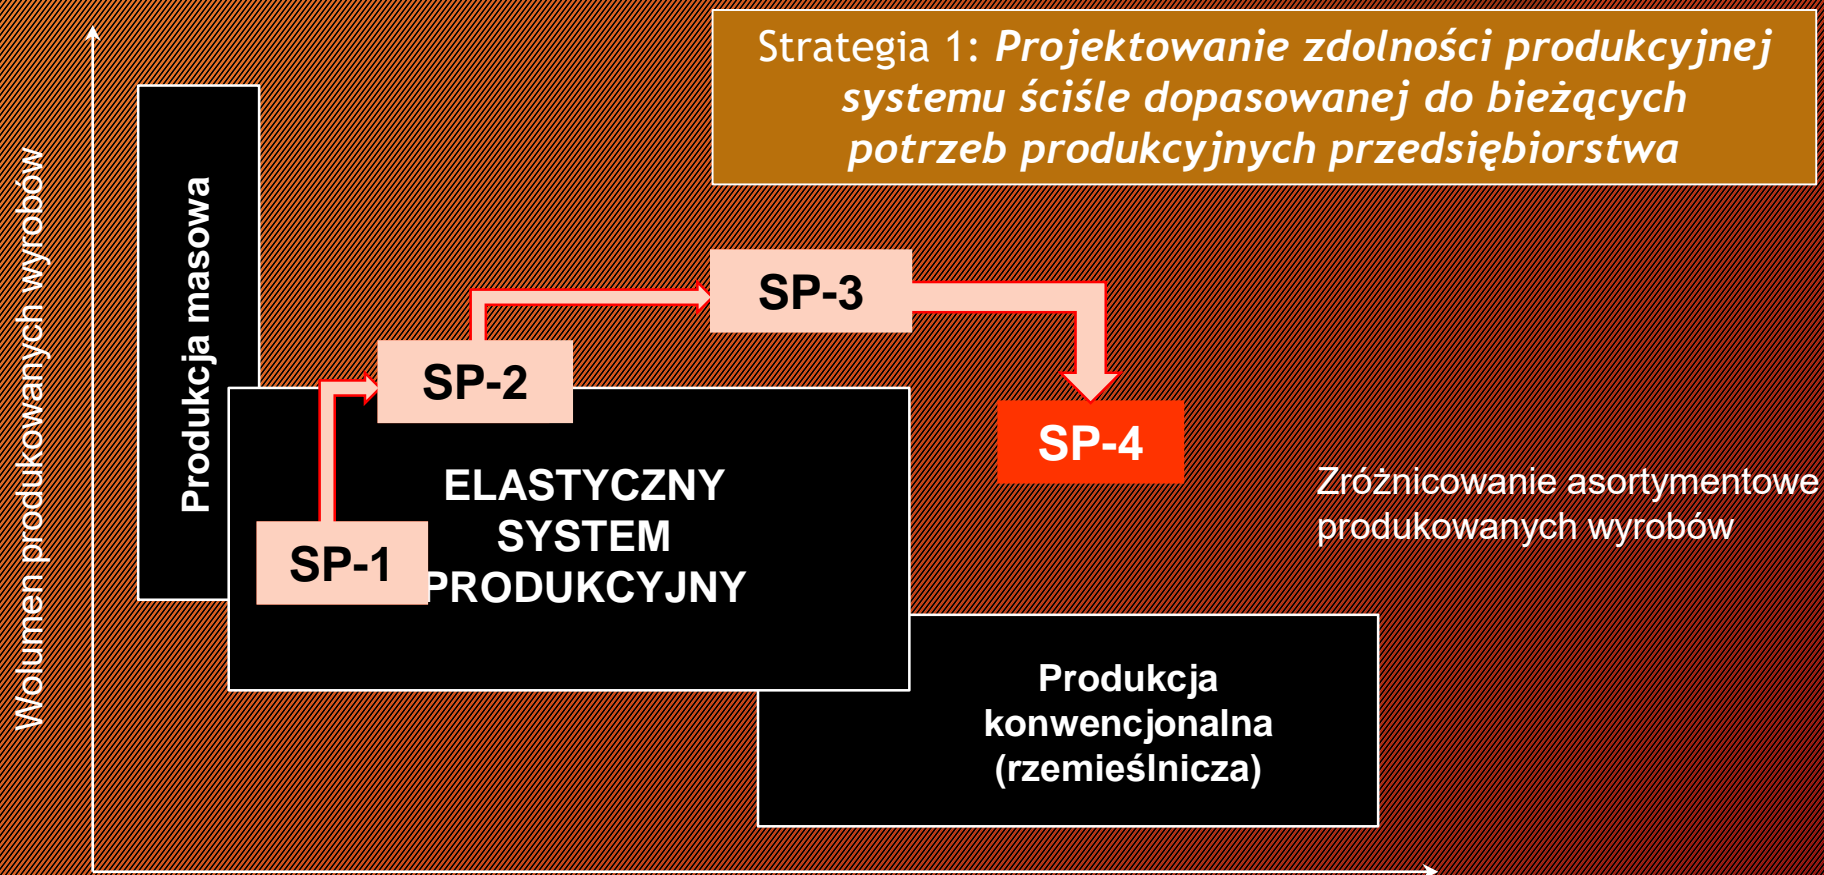 Strategia 1: Projektowanie zdolności produkcyjnej
systemu ściśle dopasowanej do bieżących
potrzeb produkcyjnych przedsiębiorstwa
Wolumen produkowanych wyrobów
Produkcja masowa
SP-3
SP-2
SP-4
ELASTYCZNY
SYSTEM
PRODUKCYJNY
SP-1
Zróżnicowanie asortymentowe
produkowanych wyrobów
Produkcja
konwencjonalna
(rzemieślnicza)